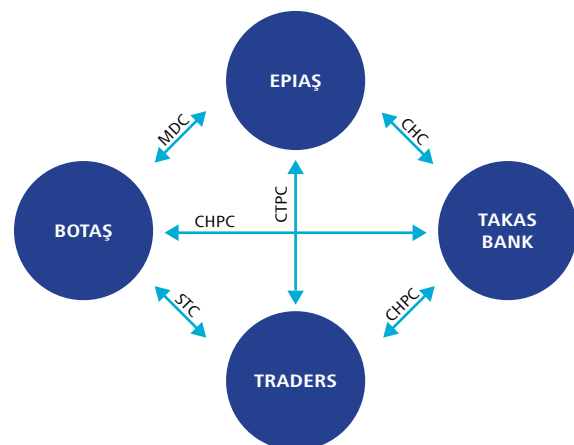 EPIAŞ
MDC
CHC
CTPC
BOTAŞ
CHPC
TAKAS
BANK
STC
CHPC
TRADERS